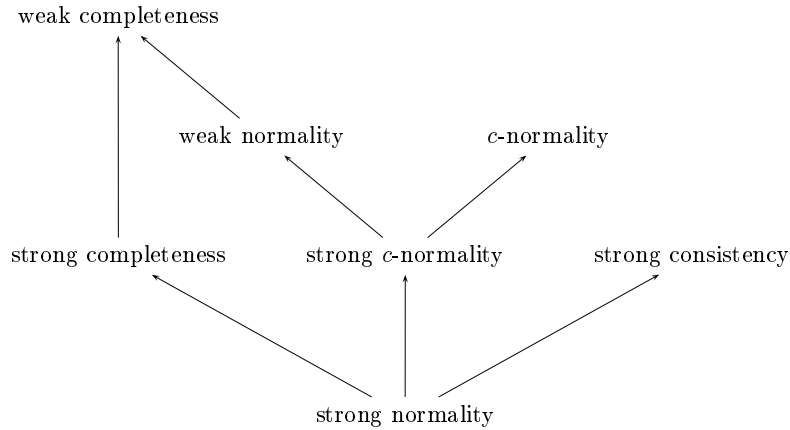 weak completeness
weak normality
c-normality
strong completeness
strong c-normality
strong consistency
strong normality